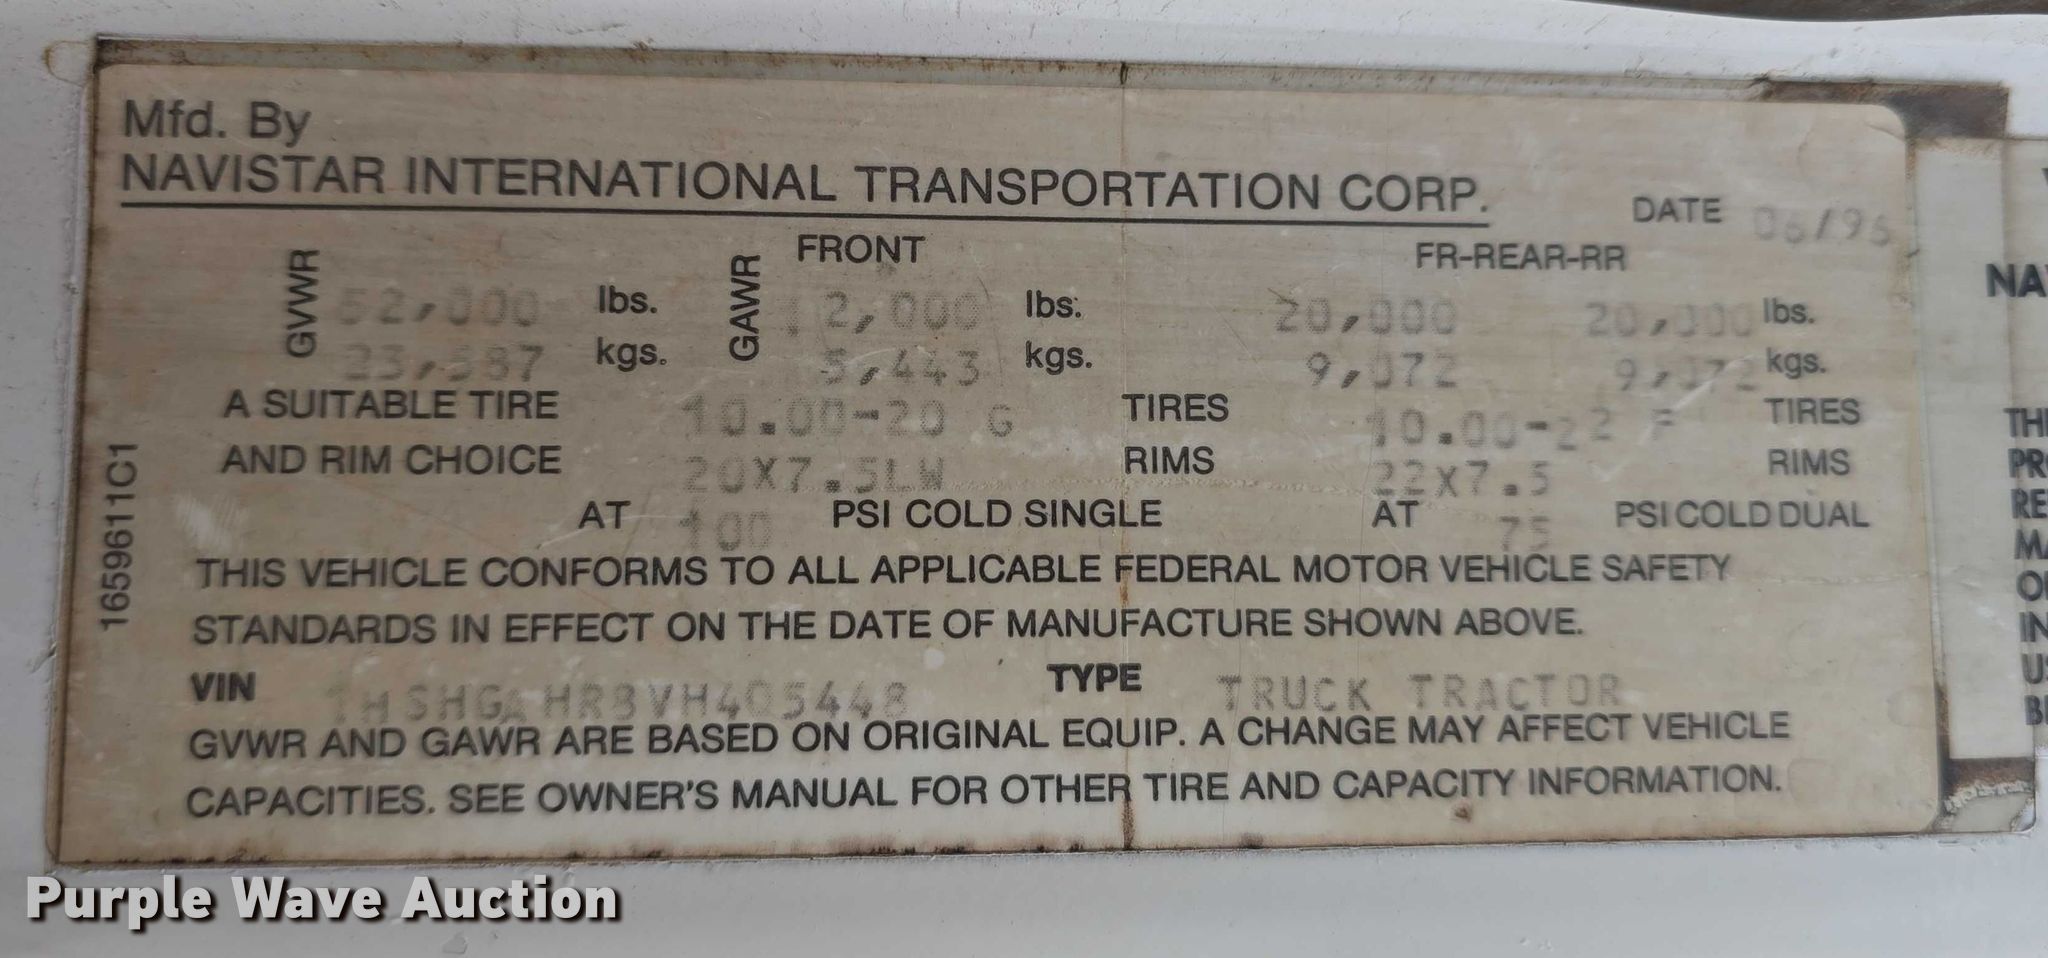 Mfd. By
NAVISTAR INTERNATIONAL TRANSPORTATION CORP.
DATE 06/96
GVWR 52,000 lbs. GAWR FRONT 12,000 lbs. FR-REAR-RR 20,000 20,000 lbs.
23,587 kgs. 5,443 kgs. 9,072 9,072 kgs.
A SUITABLE TIRE 10.00-20 G TIRES 10.00-22 F TIRES
AND RIM CHOICE 20X7.5LW RIMS 22X7.5 RIMS
AT 100 PSI COLD SINGLE AT 75 PSI COLD DUAL
THIS VEHICLE CONFORMS TO ALL APPLICABLE FEDERAL MOTOR VEHICLE SAFETY
STANDARDS IN EFFECT ON THE DATE OF MANUFACTURE SHOWN ABOVE.
VIN 1HSHGAHR8VH405448 TYPE TRUCK TRACTOR
GVWR AND GAWR ARE BASED ON ORIGINAL EQUIP. A CHANGE MAY AFFECT VEHICLE
CAPACITIES. SEE OWNER'S MANUAL FOR OTHER TIRE AND CAPACITY INFORMATION.
1659611C1
Purple Wave Auction